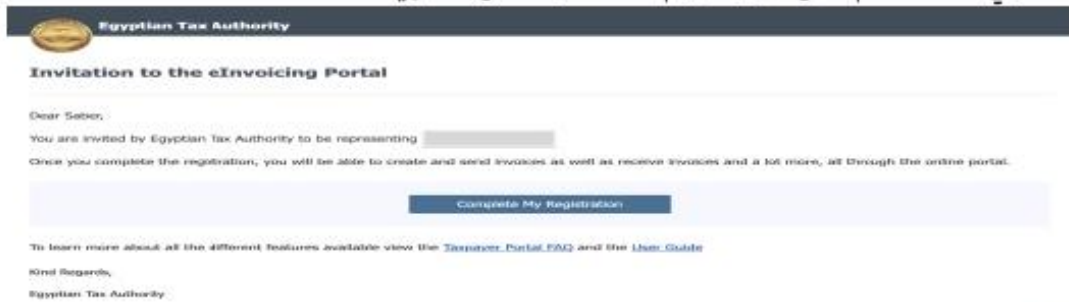 Egyptian Tax Authority
Invitation to the eInvoicing Portal
Dear Saber,
You are invited by Egyptian Tax Authority to be representing
Once you complete the registration, you will be able to create and send invoices as well as receive invoices and a lot more, all through the online portal.
Complete My Registration
To learn more about all the different features available view the Taxpayer Portal FAQ and the User Guide
Kind Regards,
Egyptian Tax Authority